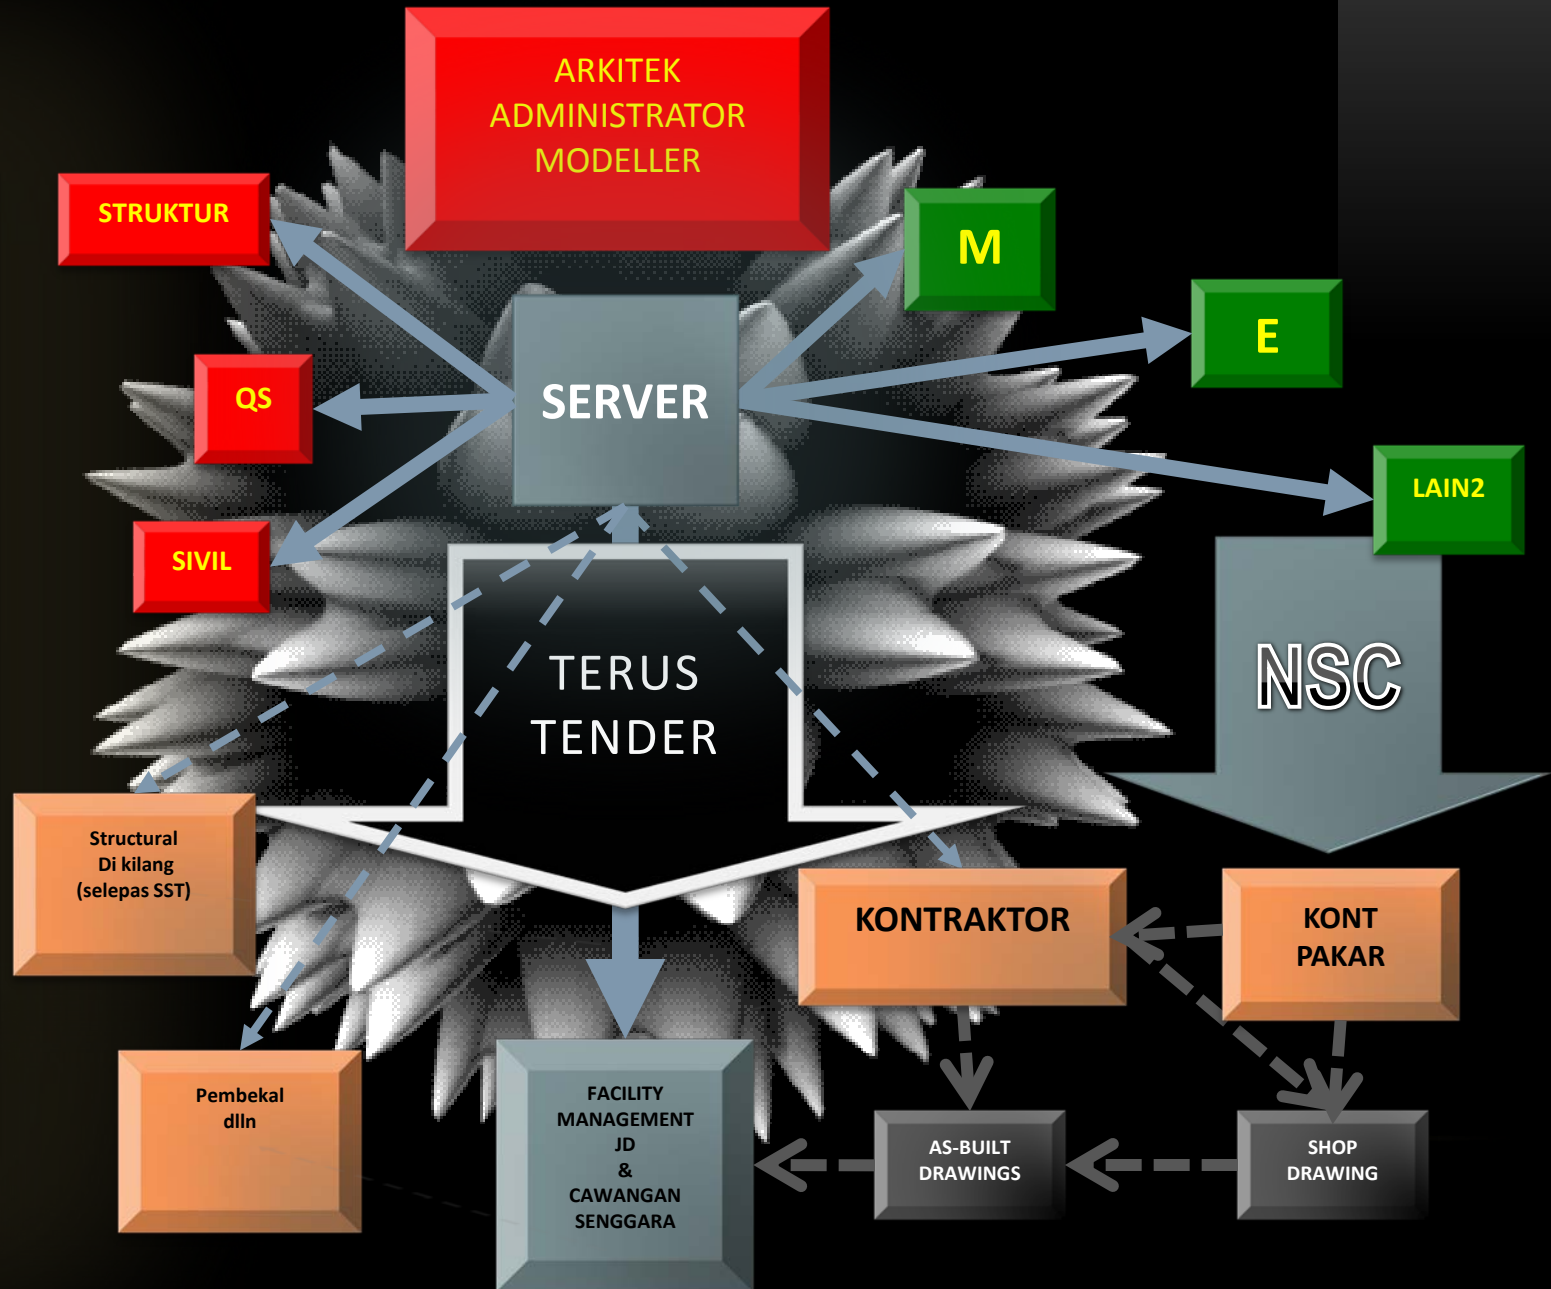 ARKITEK
ADMINISTRATOR
MODELLER
STRUKTUR
M
E
QS
SERVER
LAIN2
SIVIL
TERUS
TENDER
NSC
Structural
Di kilang
(selepas SST)
KONTRAKTOR
KONT
PAKAR
Pembekal
dlln
FACILITY
MANAGEMENT
JD
&
CAWANGAN
SENGGARA
AS-BUILT
DRAWINGS
SHOP
DRAWING